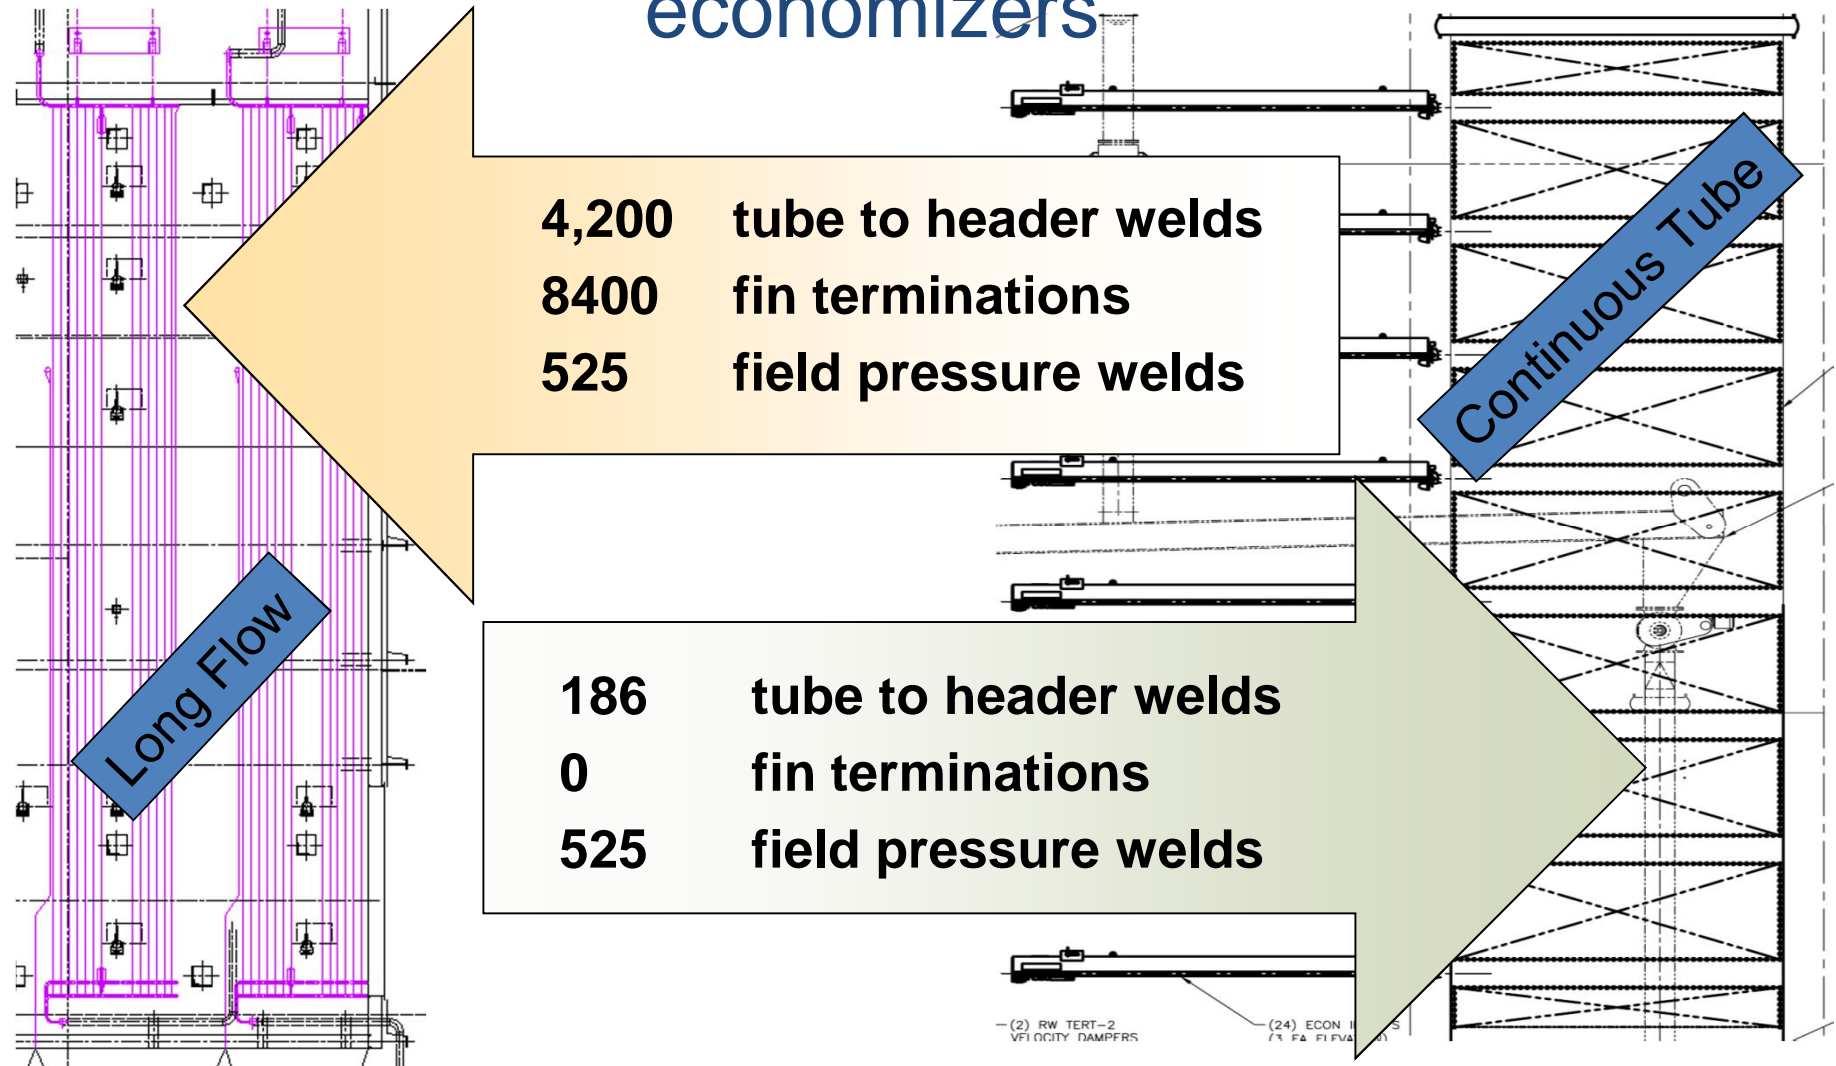 economizers
4,200 tube to header welds
8400 fin terminations
525 field pressure welds
Continuous Tube
Long Flow
186 tube to header welds
0 fin terminations
525 field pressure welds
(2) RW TERT-2
VELOCITY DAMPERS
(24) ECON
(3 EA